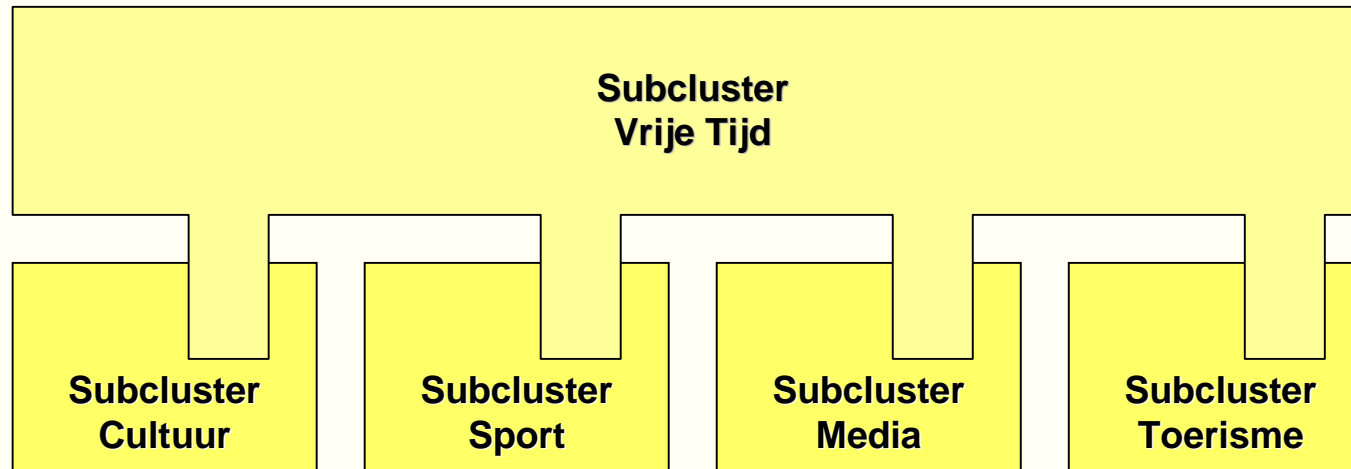 Subcluster
Vrije Tijd
Subcluster
Cultuur
Subcluster
Sport
Subcluster
Media
Subcluster
Toerisme